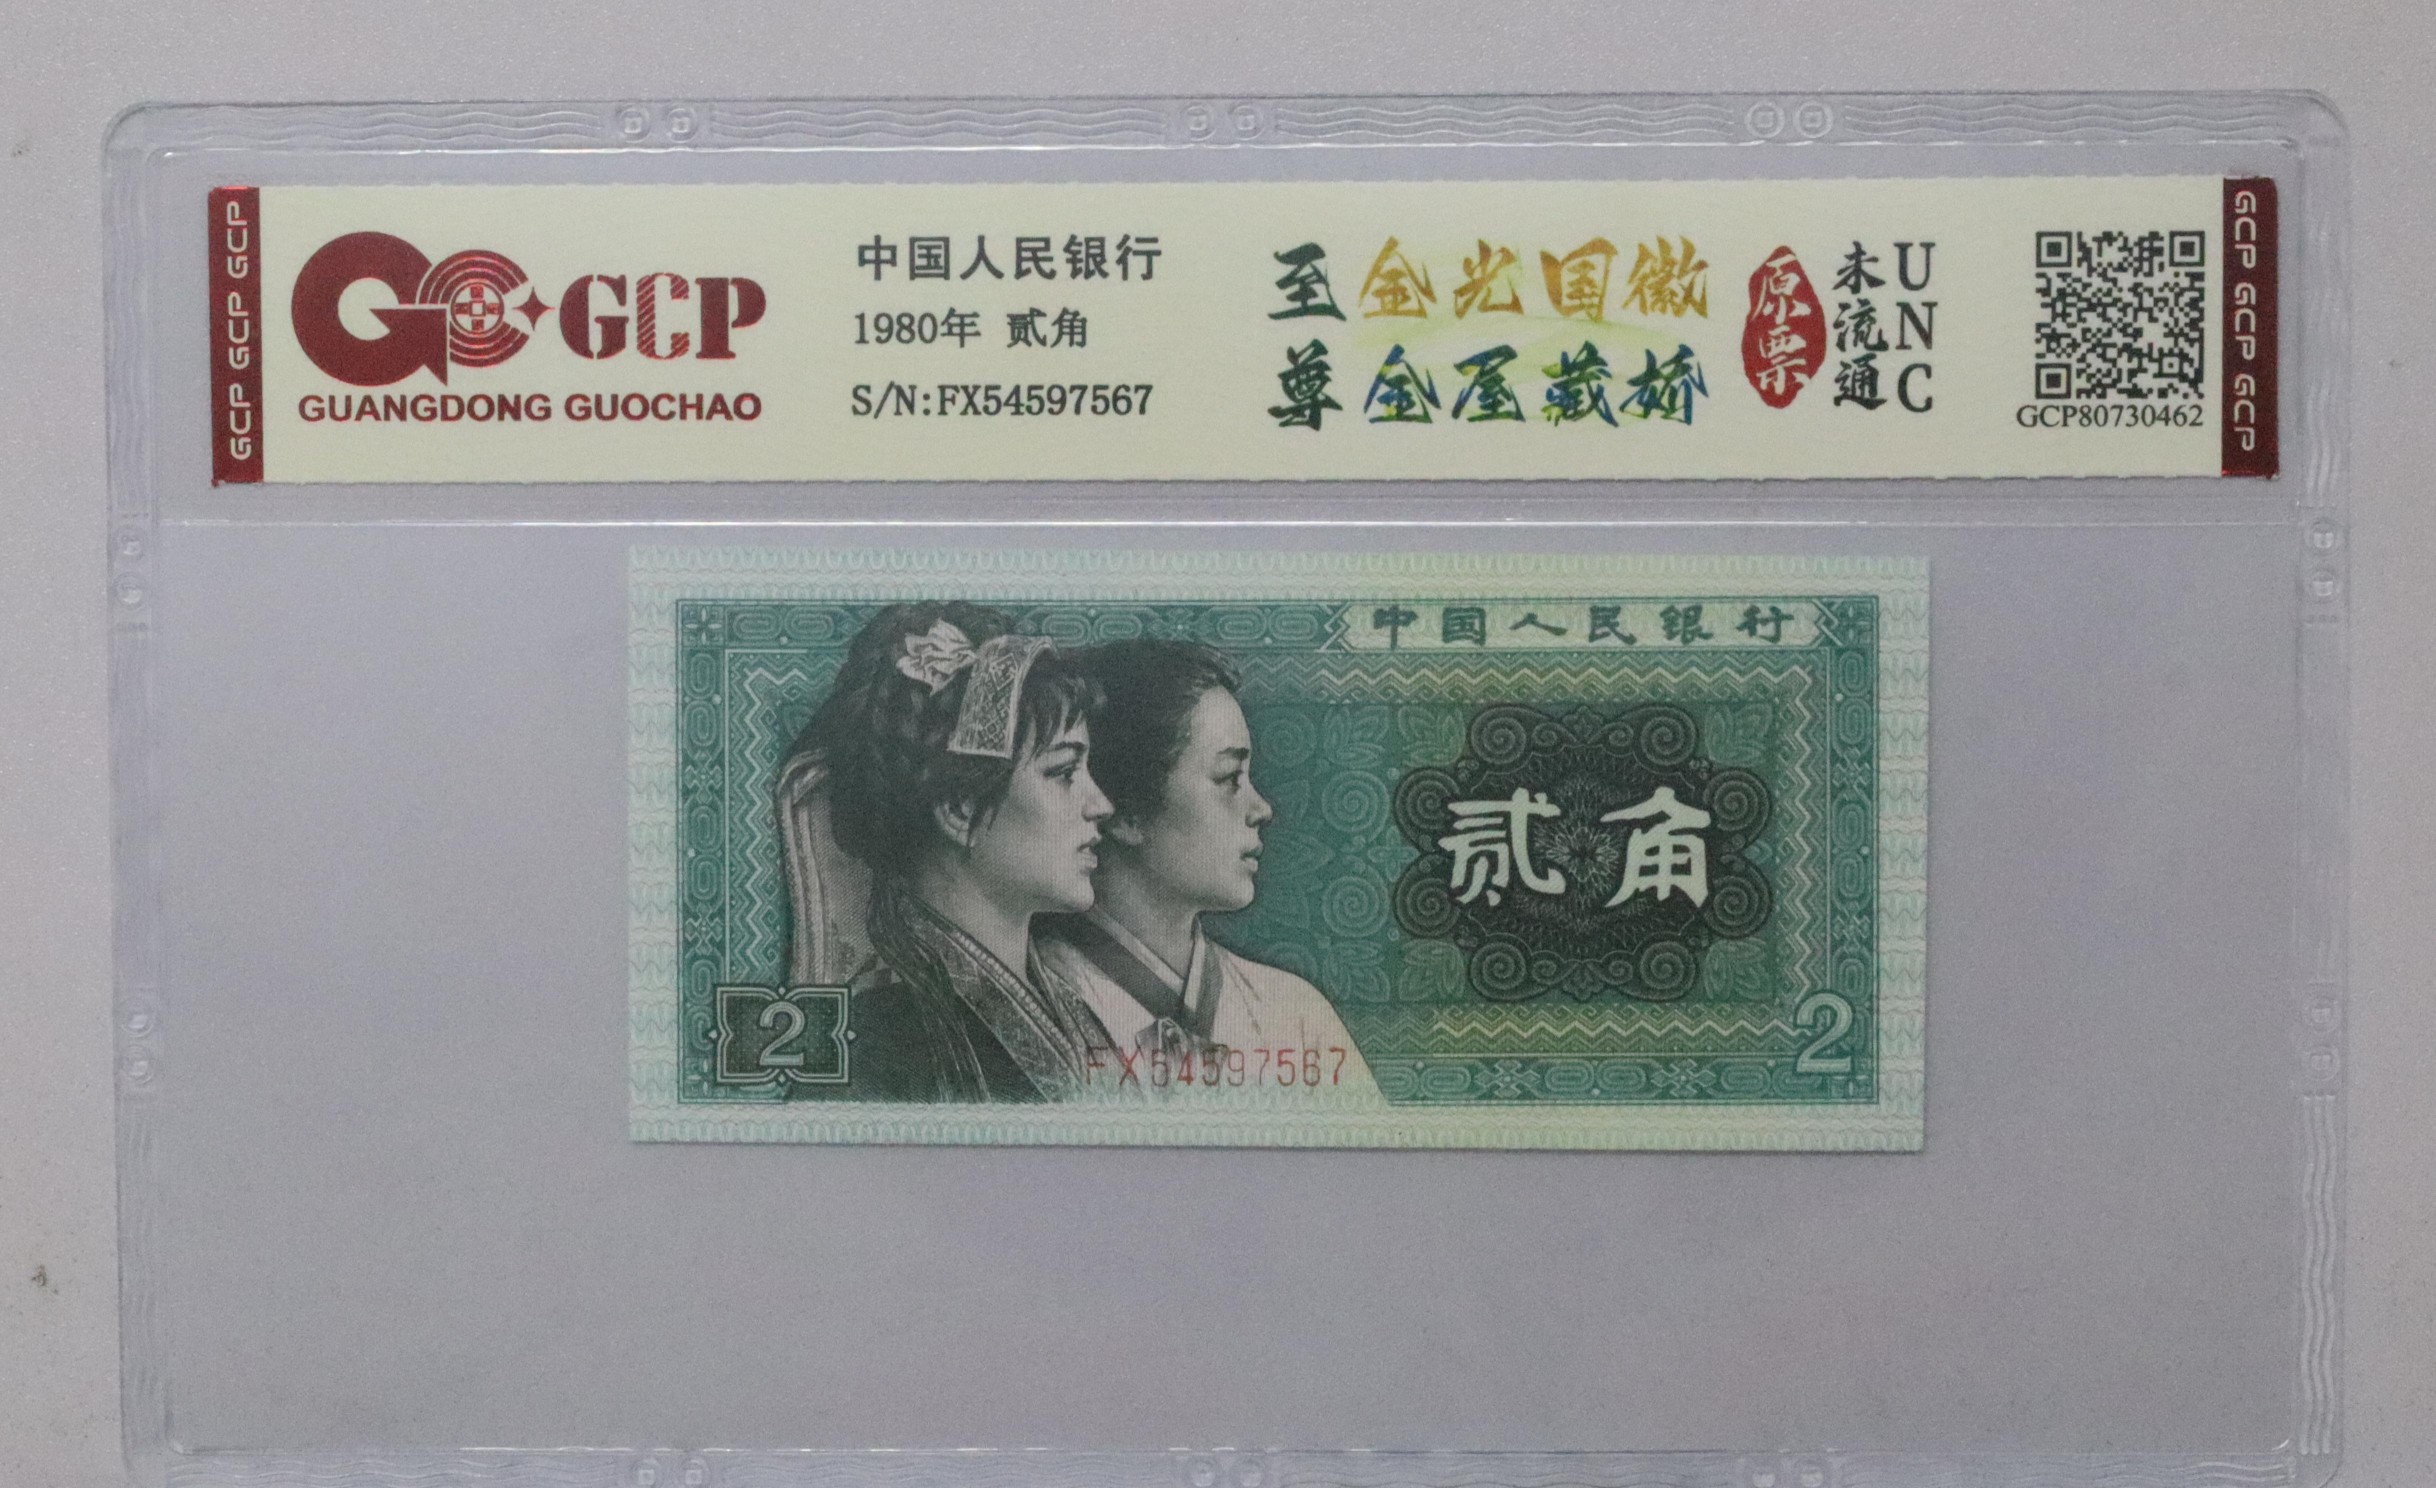 GCP GCP GCP
GCP
GUANGDONG GUOCHAO
中国人民银行
1980年 贰角
S/N:FX54597567
至尊
金光国徽
金屋藏娇
原票
未流通
UNC
GCP80730462
GCP GCP GCP
中国人民银行
贰角
2
FX54597567
2